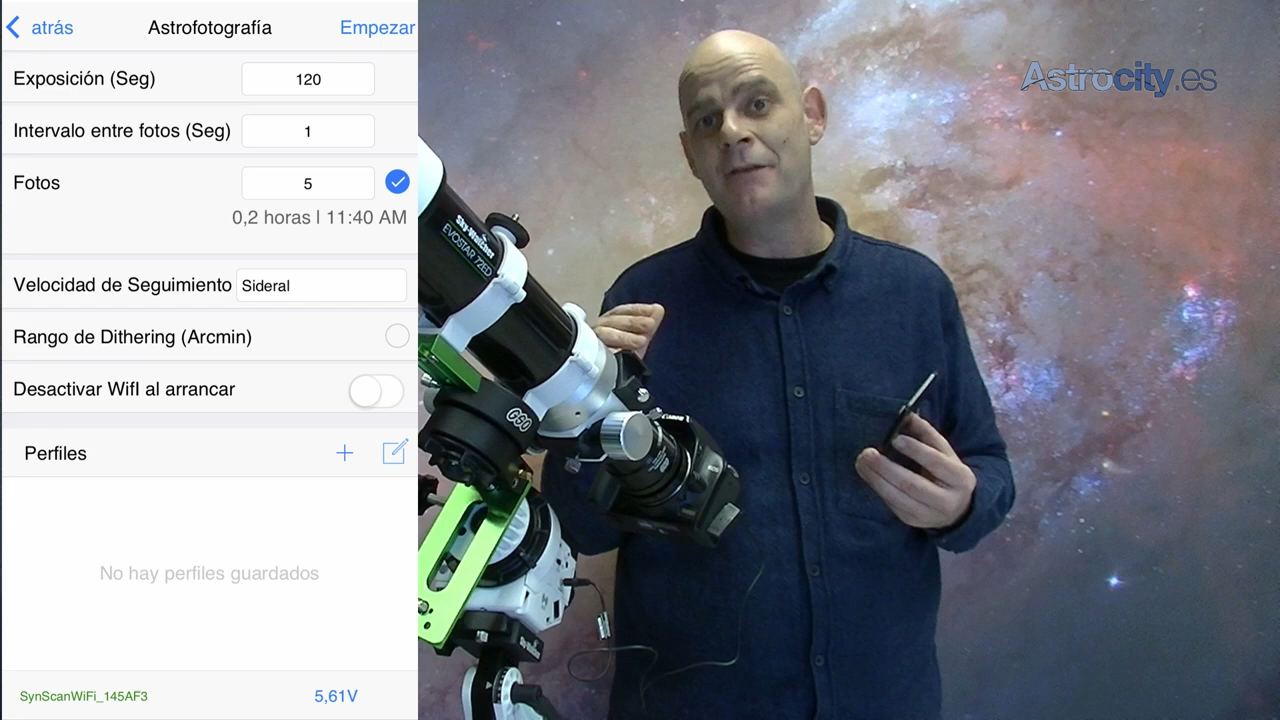 atrás Astrofotografía Empezar
Exposición (Seg) 120
Intervalo entre fotos (Seg) 1
Fotos 5
0,2 horas | 11:40 AM
Velocidad de Seguimiento Sideral
Rango de Dithering (Arcmin)
Desactivar WifI al arrancar
Perfiles
No hay perfiles guardados
SynScanWiFi_145AF3 5,61V
Astrocity.es
Sky-Watcher
EVOSTAR 72ED
GGO
Canon